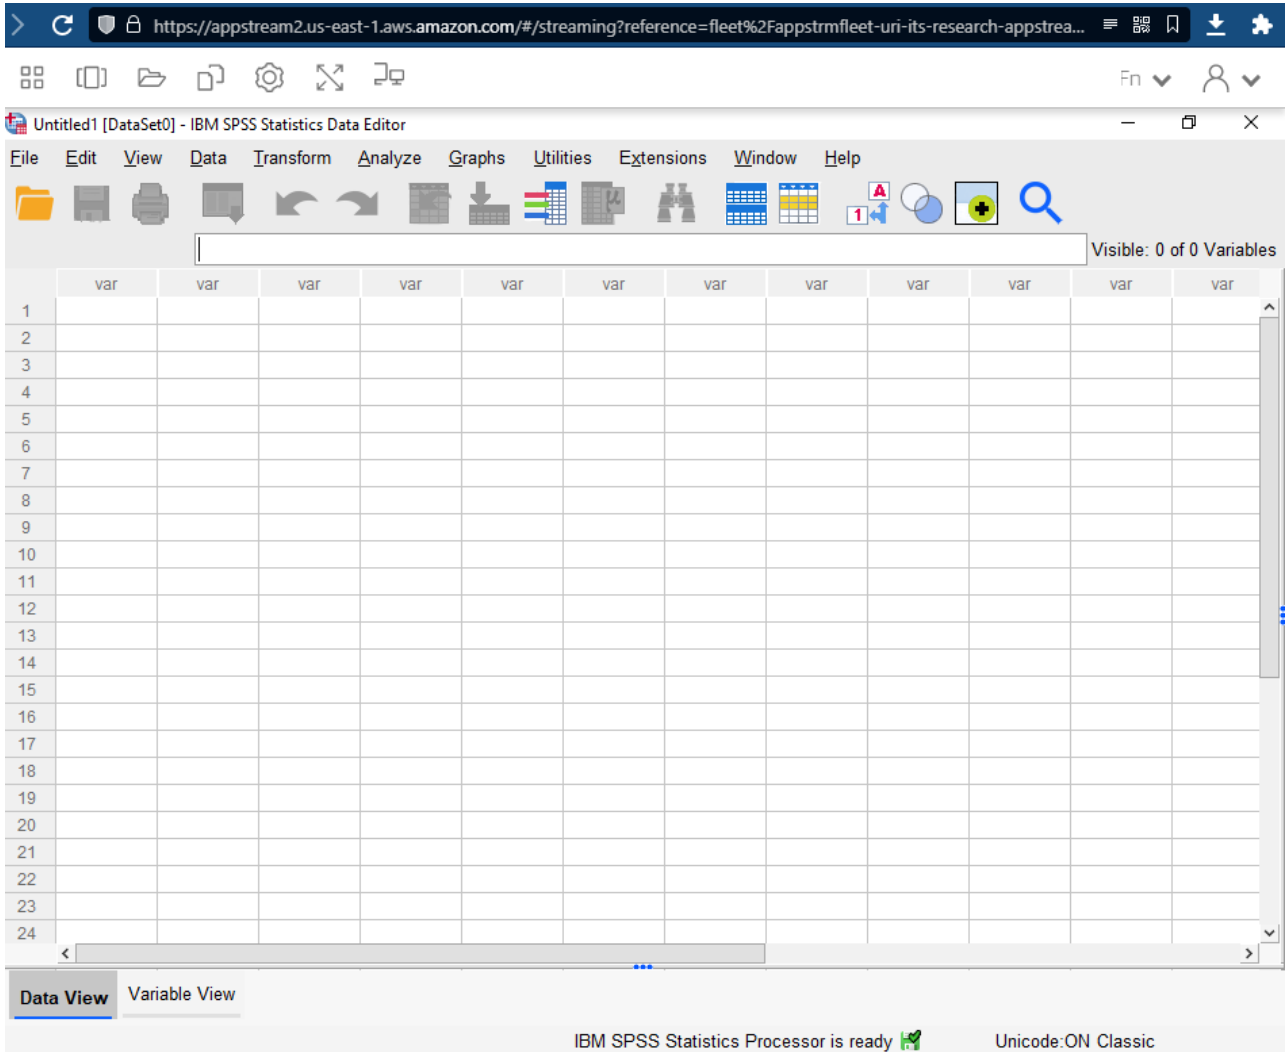 https://appstream2.us-east-1.aws.amazon.com/#/streaming?reference=fleet%2Fappstrmfleet-uri-its-research-appstrea...
Fn
Untitled1 [DataSet0] - IBM SPSS Statistics Data Editor
File Edit View Data Transform Analyze Graphs Utilities Extensions Window Help
A
1
µ
Visible: 0 of 0 Variables
var var var var var var var var var var var var
1
2
3
4
5
6
7
8
9
10
11
12
13
14
15
16
17
18
19
20
21
22
23
24
Data View Variable View
IBM SPSS Statistics Processor is ready Unicode:ON Classic